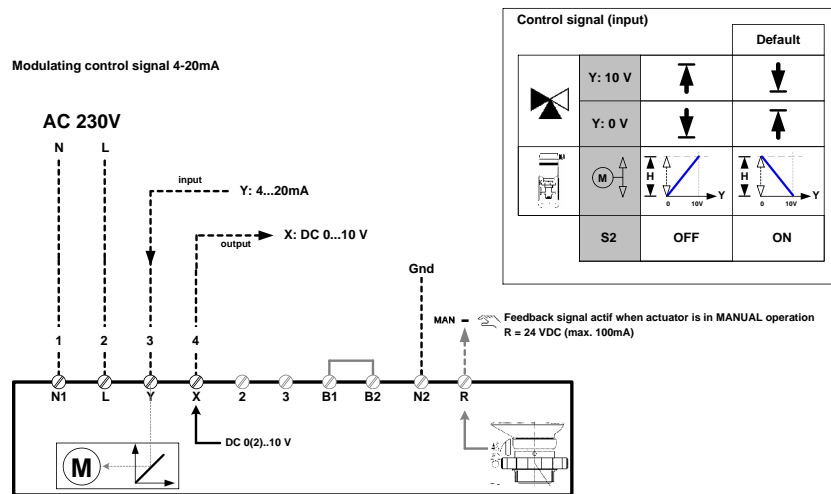 Control signal (input)
Default
Y: 10 V
Y: 0 V
M
H
Y
0
10V
H
Y
0
10V
S2
OFF
ON
Modulating control signal 4-20mA
AC 230V
N
L
input
Y: 4...20mA
output
X: DC 0...10 V
Gnd
MAN
Feedback signal actif when actuator is in MANUAL operation
R = 24 VDC (max. 100mA)
1
2
3
4
N1
L
Y
X
2
3
B1
B2
N2
R
DC 0(2)..10 V
M